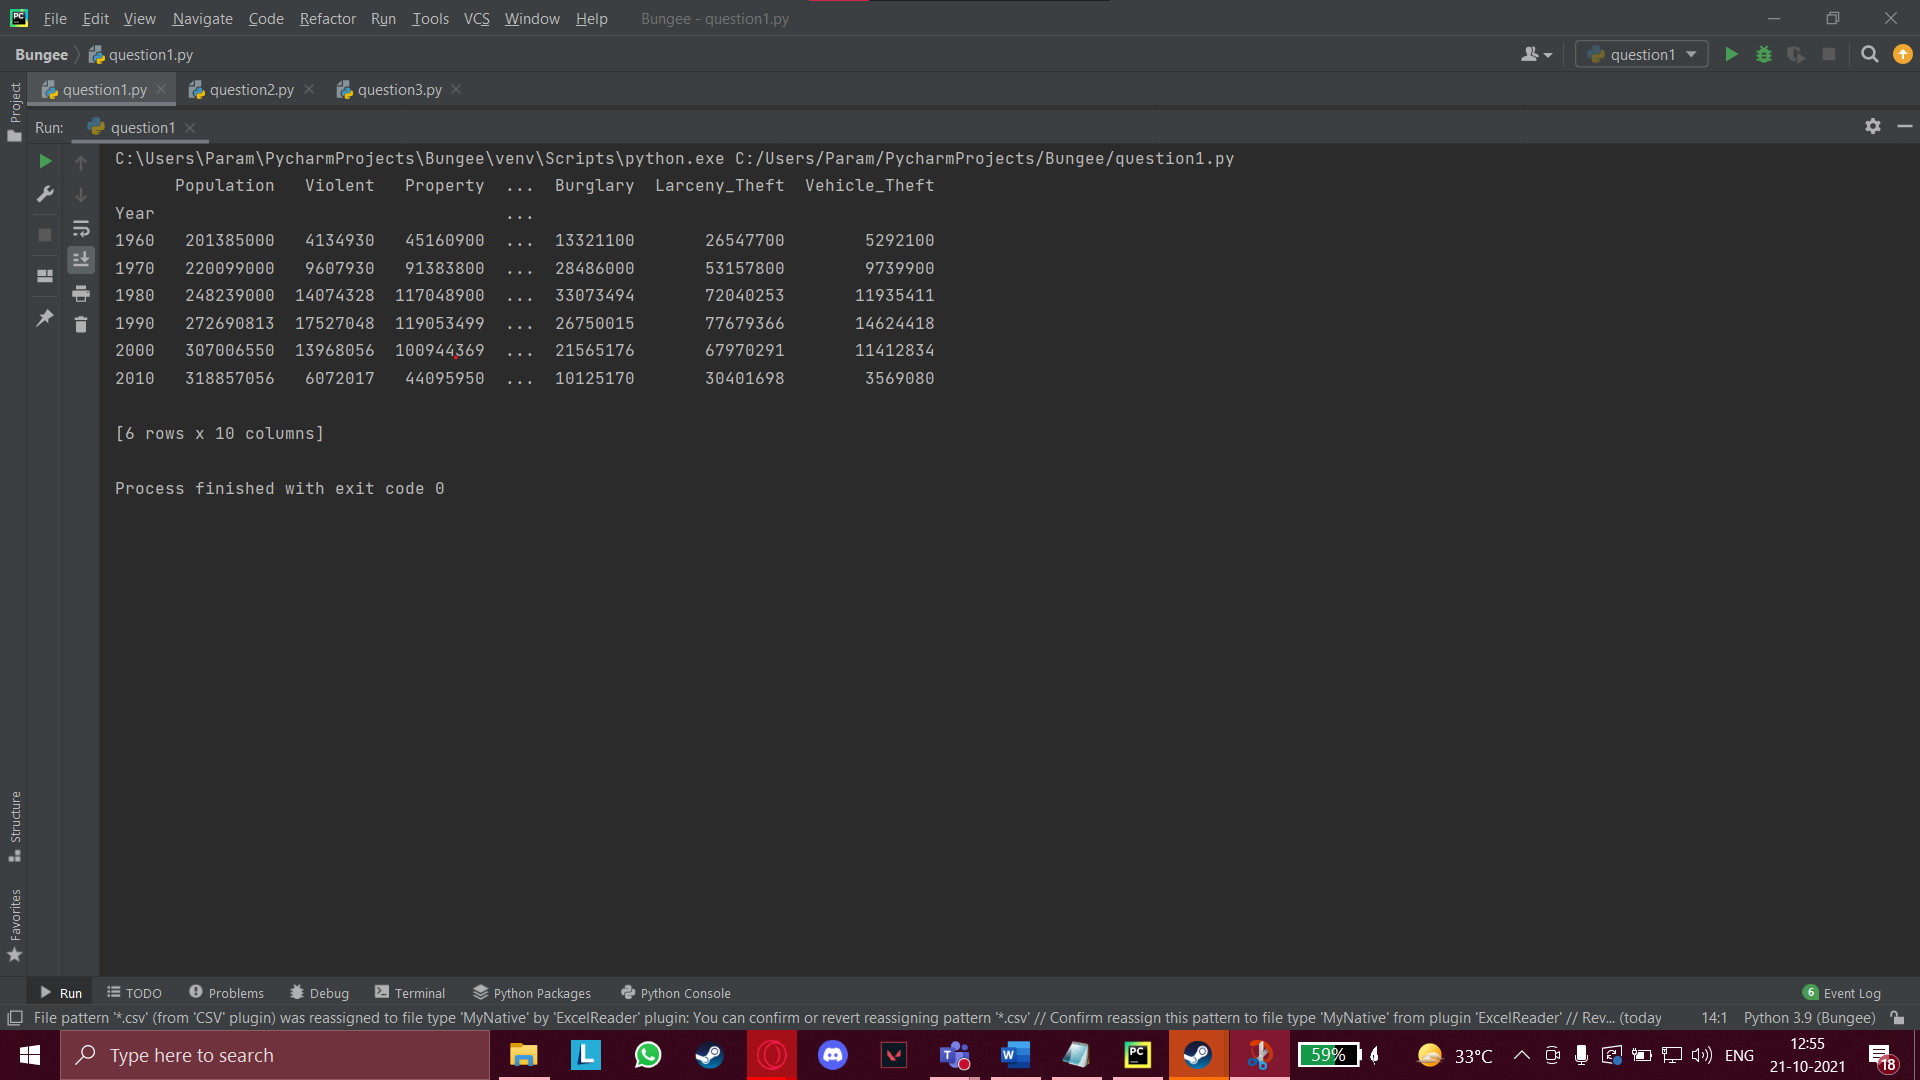 File Edit View Navigate Code Refactor Run Tools VCS Window Help Bungee - question1.py
Bungee question1.py question1
question1.py question2.py question3.py
Project
Run: question1
C:\Users\Param\PycharmProjects\Bungee\venv\Scripts\python.exe C:/Users/Param/PycharmProjects/Bungee/question1.py
Population Violent Property ... Burglary Larceny_Theft Vehicle_Theft
Year ...
1960 201385000 4134930 45160900 ... 13321100 26547700 5292100
1970 220099000 9607930 91383800 ... 28486000 53157800 9739900
1980 248239000 14074328 117048900 ... 33073494 72040253 11935411
1990 272690813 17527048 119053499 ... 26750015 77679366 14624418
2000 307006550 13968056 100944369 ... 21565176 67970291 11412834
2010 318857056 6072017 44095950 ... 10125170 30401698 3569080
[6 rows x 10 columns]
Process finished with exit code 0
Structure
Favorites
Run TODO Problems Debug Terminal Python Packages Python Console 6 Event Log
File pattern '*.csv' (from 'CSV' plugin) was reassigned to file type 'MyNative' by 'ExcelReader' plugin: You can confirm or revert reassigning pattern '*.csv' // Confirm reassign this pattern to file type 'MyNative' from plugin 'ExcelReader' // Rev... (today 14:1 Python 3.9 (Bungee)
Type here to search 59% 33°C ENG 12:55
21-10-2021 18